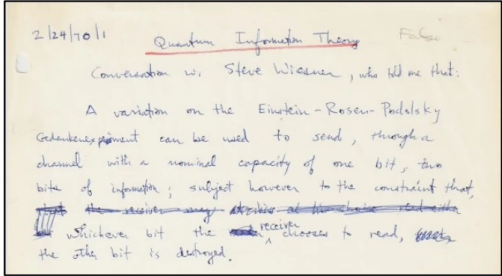 2/24/70/1
Quantum Information Theory
Conversation w. Steve Wiesner, who told me that:
A variation on the Einstein-Rosen-Podolsky
Gedankenexperiment can be used to send, through a
channel with a nominal capacity of one bit, two
bits of information; subject however to the constraint that,
whichever bit the receiver chooses to read,
the other bit is destroyed.